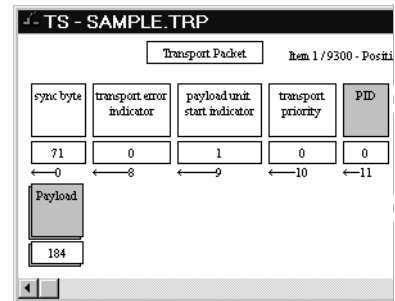 TS - SAMPLE.TRP
Transport Packet Item 1 / 9300 - Positi
sync byte transport error indicator payload unit start indicator transport priority PID
71 0 1 0 0
0 8 9 10 11
Payload
184